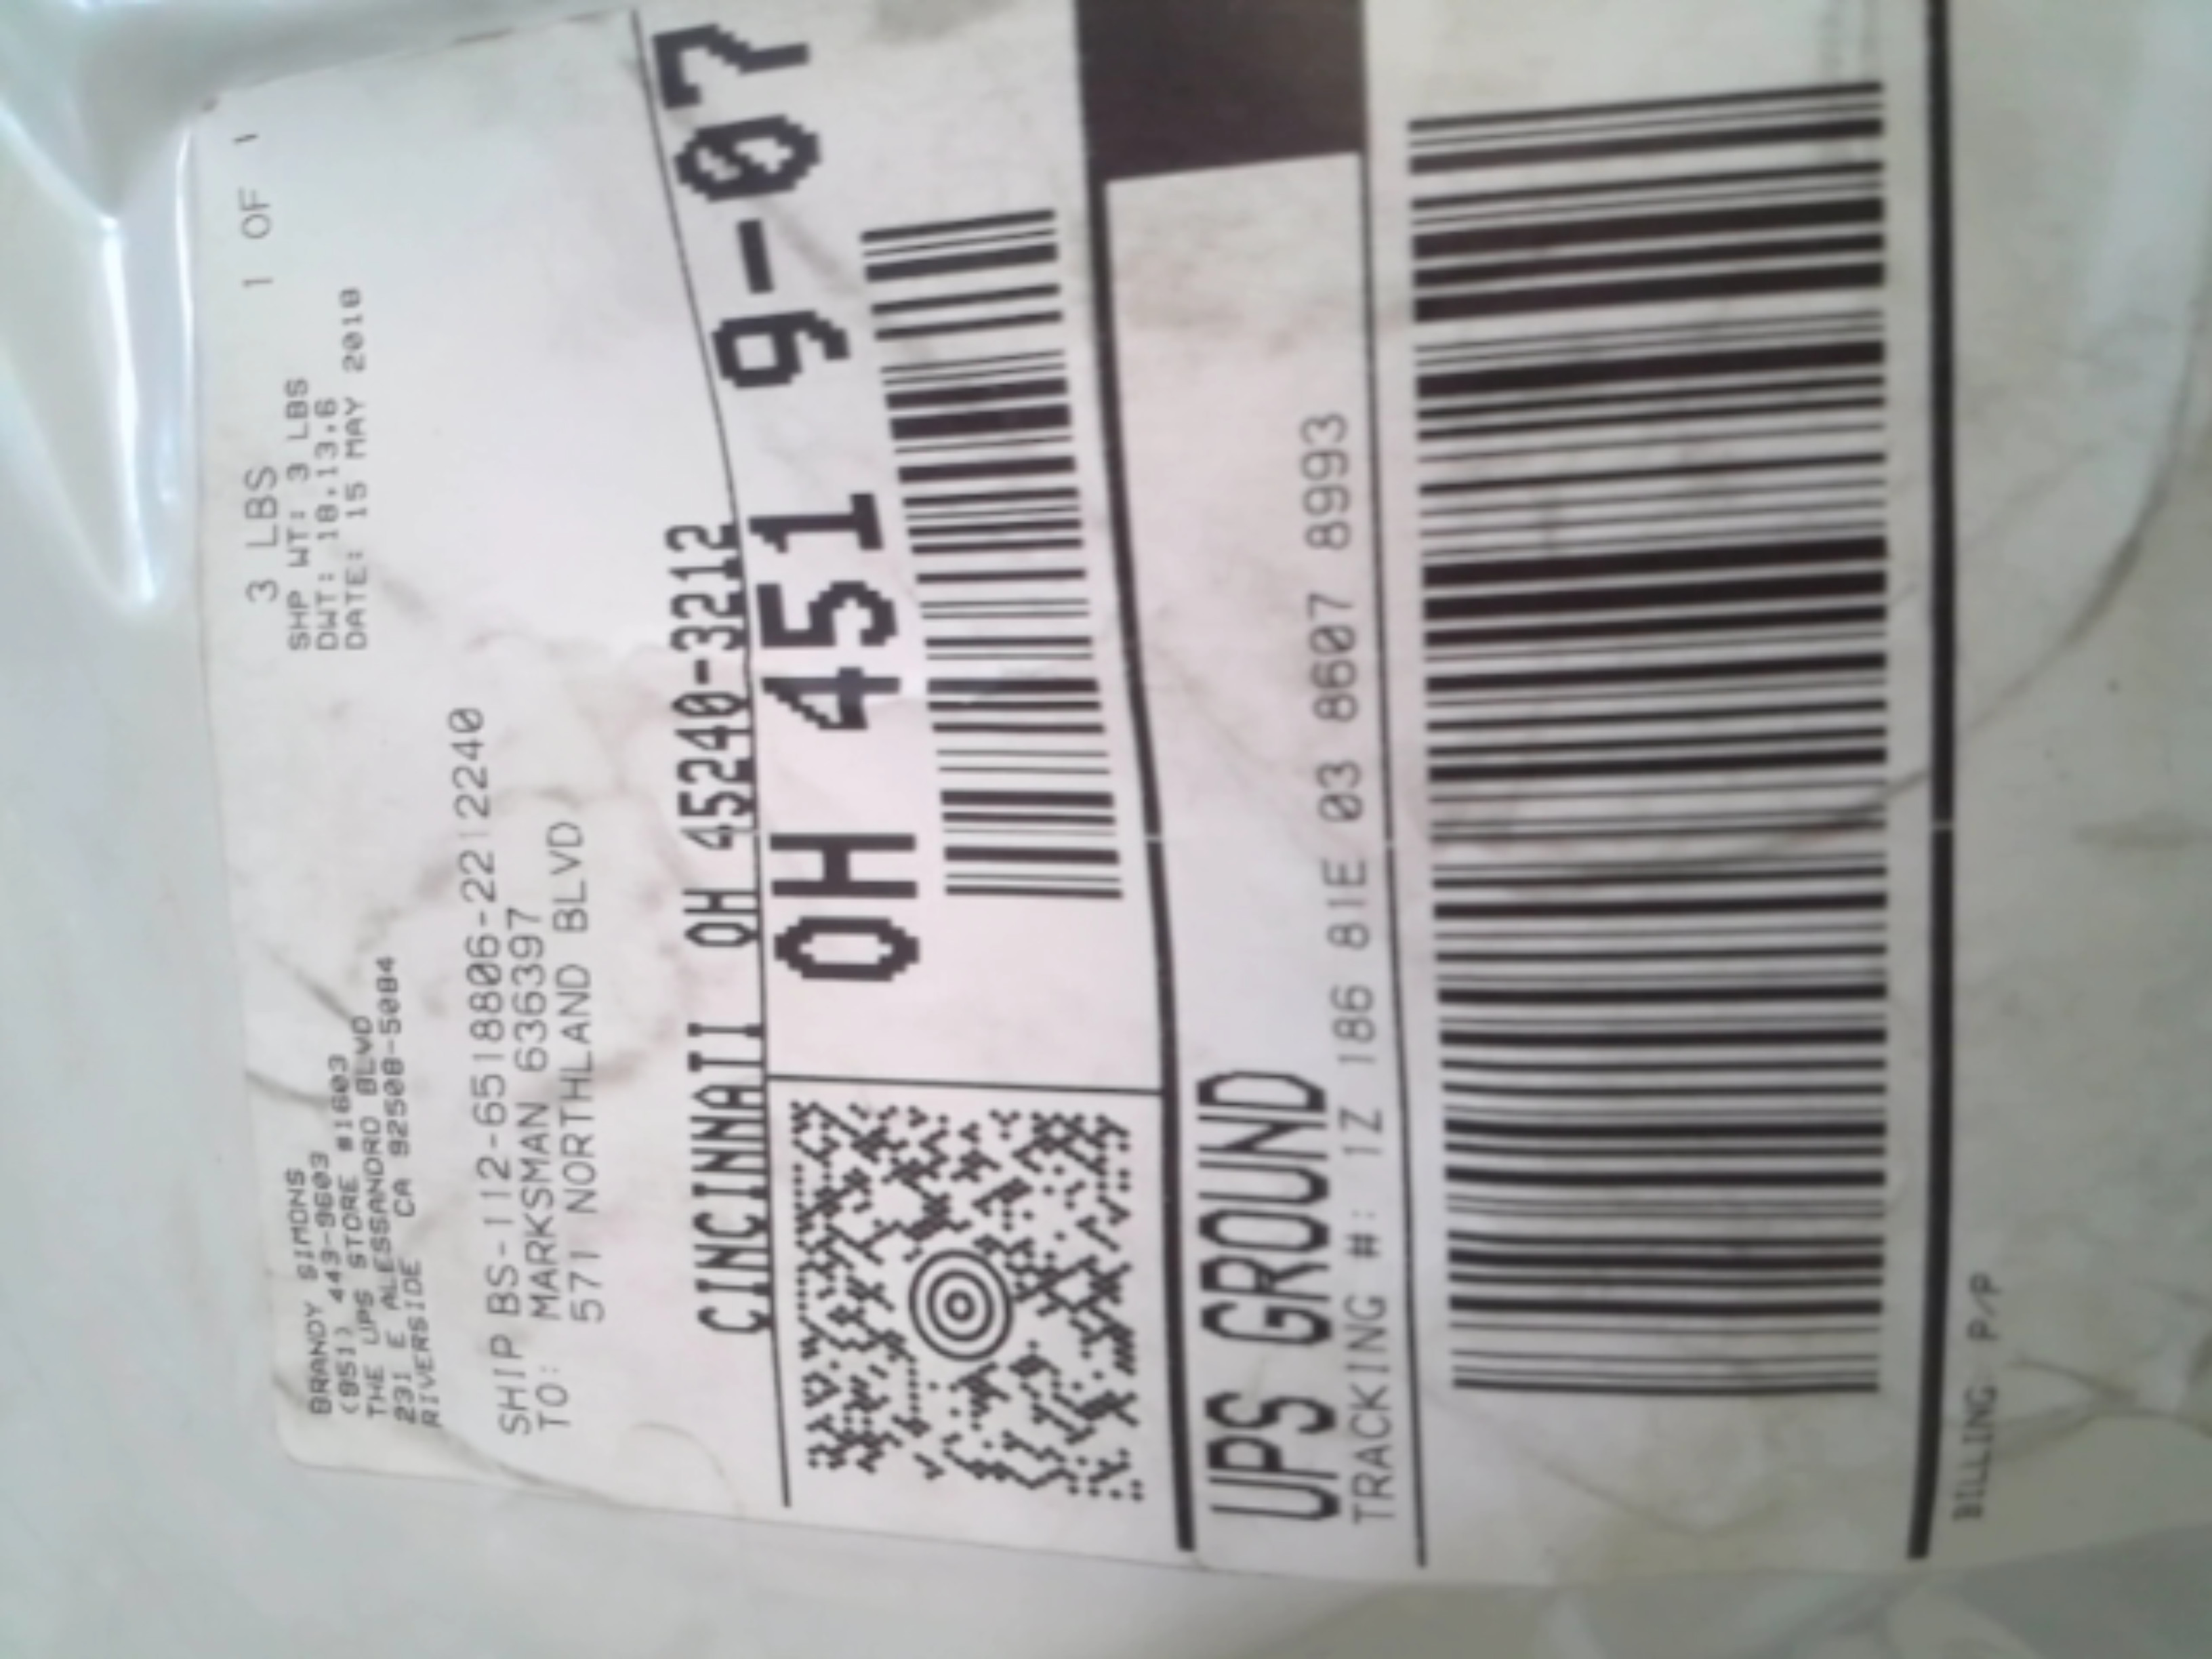 BRANDY SIMONS
(951) 443-9603
THE UPS STORE #1603
231 E ALESSANDRO BLVD
RIVERSIDE CA 92508-5084
3 LBS 1 OF 1
SHP WT: 3 LBS
DWT: 18,13,6
DATE: 15 MAY 2018
SHIP BS-112-6518806-2212240
TO: MARKSMAN 636397
571 NORTHLAND BLVD
CINCINNATI OH 45240-3212
OH 451 9-07
UPS GROUND
TRACKING #: 1Z 186 81E 03 8607 8993
BILLING: P/P